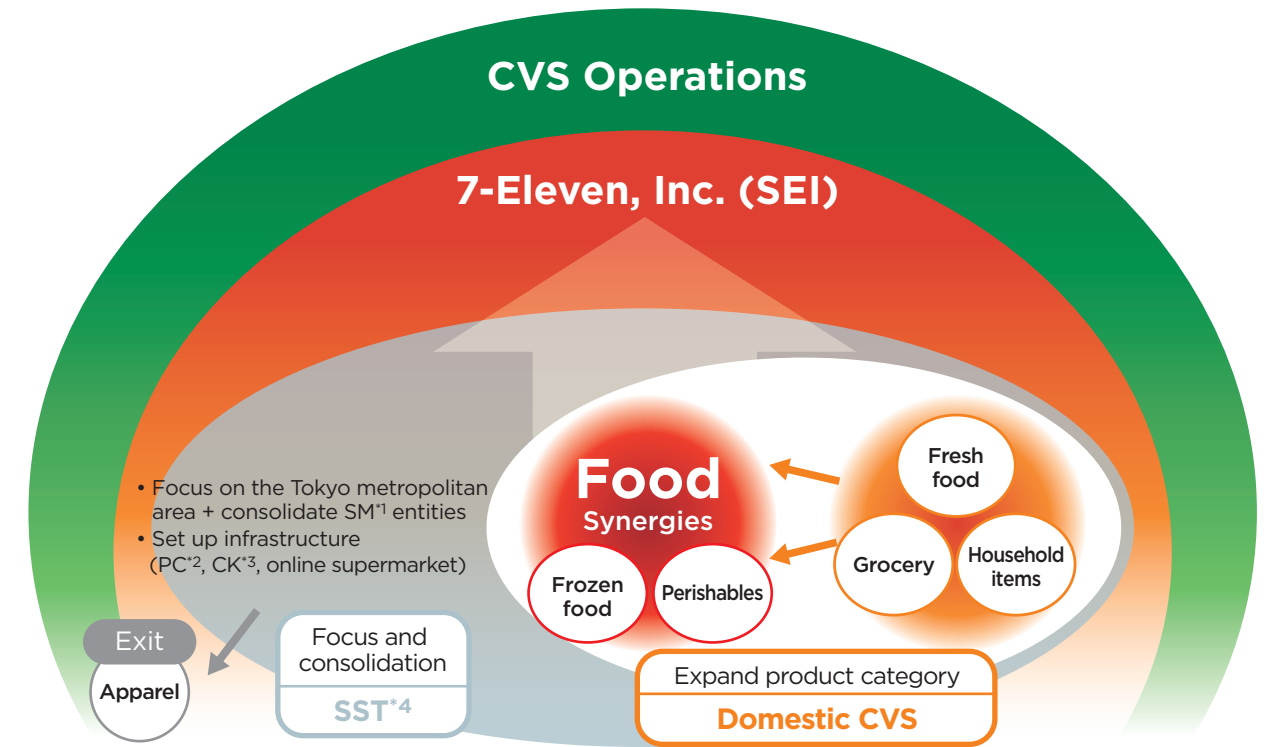 CVS Operations
7-Eleven, Inc. (SEI)
• Focus on the Tokyo metropolitan
area + consolidate SM*1 entities
• Set up infrastructure
(PC*2, CK*3, online supermarket)
Exit
Apparel
Focus and
consolidation
SST*4
Food
Synergies
Frozen
food
Perishables
Fresh
food
Grocery
Household
items
Expand product category
Domestic CVS